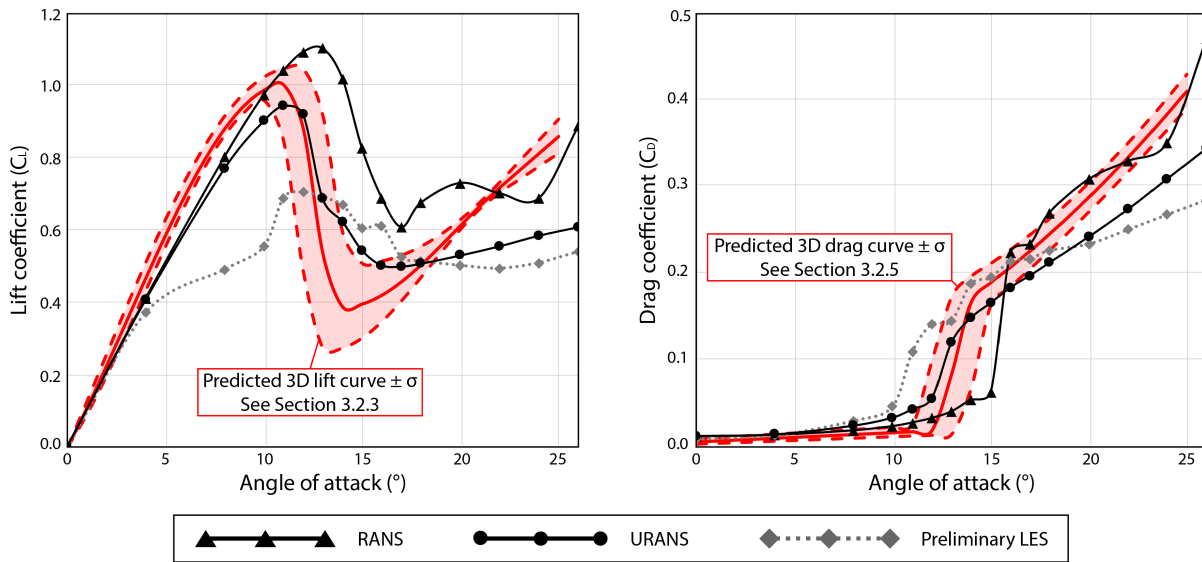 1.2
1.0
0.8
0.6
0.4
0.2
0.0
0
5
10
15
20
25
Lift coefficient (CL)
Angle of attack (°)
Predicted 3D lift curve ± σ
See Section 3.2.3
0.5
0.4
0.3
0.2
0.1
0.0
0
5
10
15
20
25
Drag coefficient (CD)
Angle of attack (°)
Predicted 3D drag curve ± σ
See Section 3.2.5
RANS
URANS
Preliminary LES